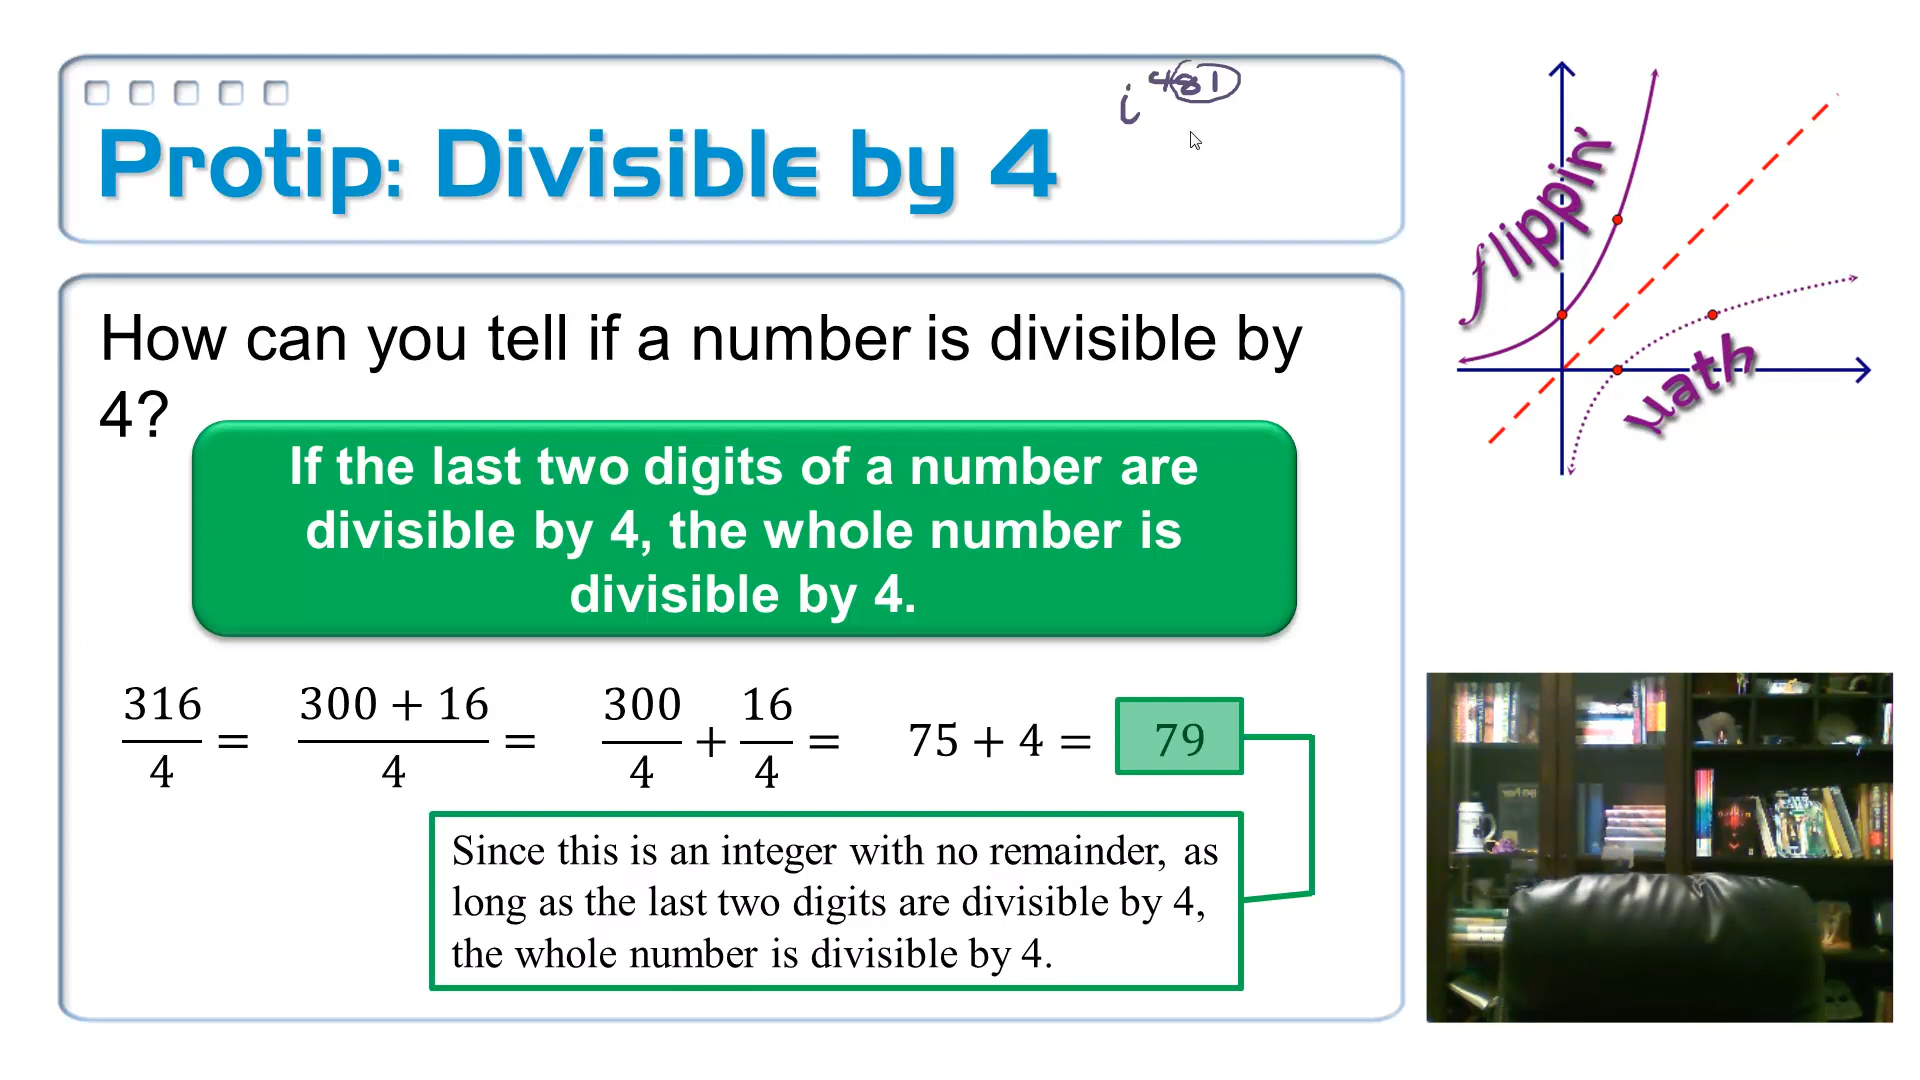 i^481
Protip: Divisible by 4
flippin'
math
How can you tell if a number is divisible by
4?
If the last two digits of a number are
divisible by 4, the whole number is
divisible by 4.
316/4 = (300 + 16)/4 = 300/4 + 16/4 = 75 + 4 = 79
Since this is an integer with no remainder, as
long as the last two digits are divisible by 4,
the whole number is divisible by 4.